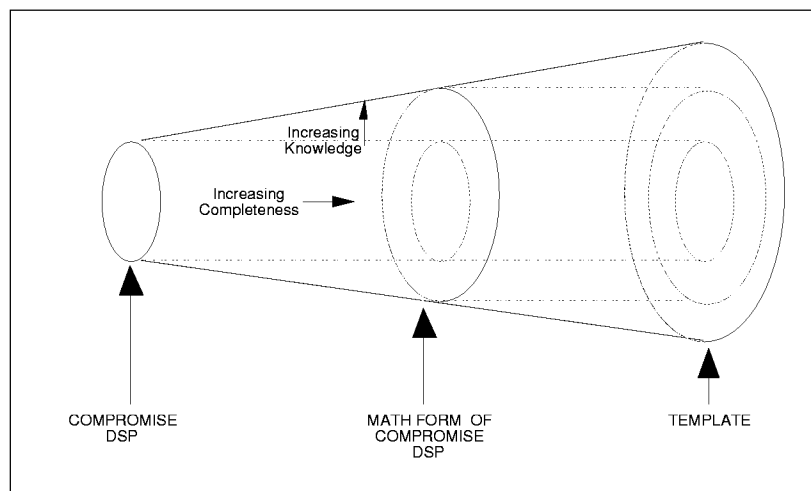 Increasing
Knowledge
Increasing
Completeness
COMPROMISE
DSP
MATH FORM OF
COMPROMISE
DSP
TEMPLATE